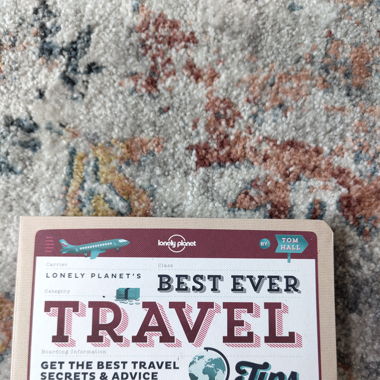 lonely planet
BY TOM HALL
Carrier Class
LONELY PLANET'S
BEST EVER
Category
TRAVEL
Boarding Information
GET THE BEST TRAVEL
SECRETS & ADVICE
Tips